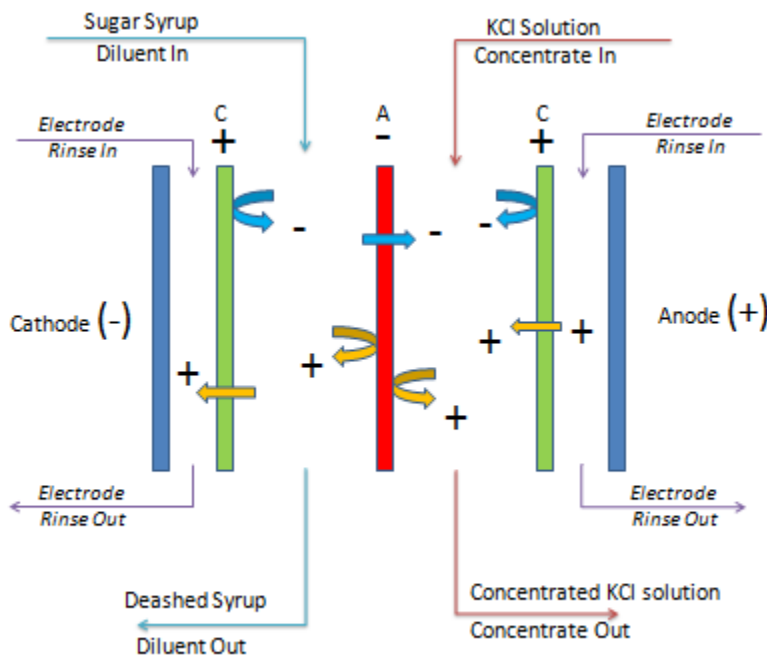 Sugar Syrup
Diluent In
KCl Solution
Concentrate In
C
+
A
-
C
+
Electrode
Rinse In
Electrode
Rinse In
-
-
-
Cathode (-)
Anode (+)
+
+
+
+
+
Electrode
Rinse Out
Electrode
Rinse Out
Deashed Syrup
Diluent Out
Concentrated KCl solution
Concentrate Out